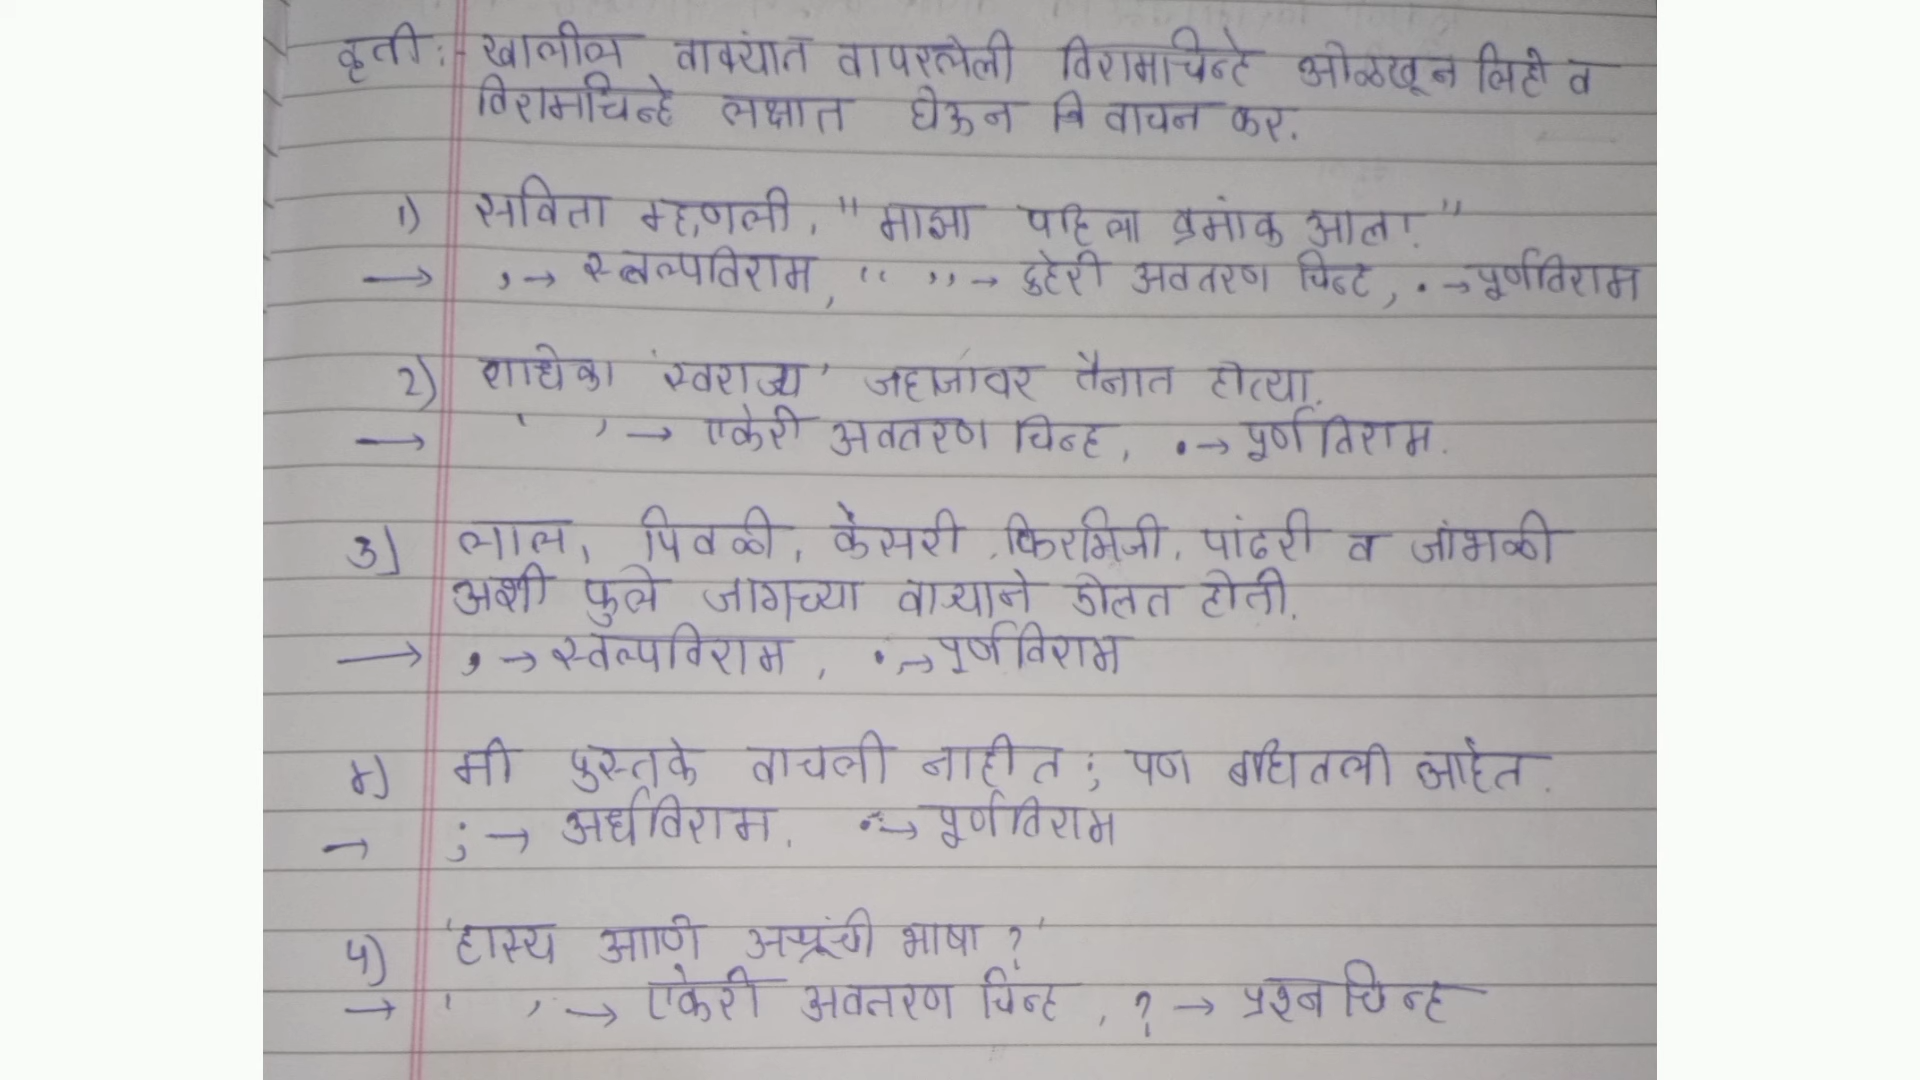 कृती:- खालील वाक्यांत वापरलेली विरामचिन्हे ओळखून लिही व
विरामचिन्हे लक्षात घेऊन वाचन कर.
1) सविता म्हणली, "माझा पहिला क्रमांक आला."
→ , → स्वल्पविराम, " " → दुहेरी अवतरण चिन्ह, . → पूर्णविराम
2) 'स्वराज्य' जहाजावर तैनात होत्या.
→ ' ' → एकेरी अवतरण चिन्ह, . → पूर्णविराम.
3) लाल, पिवळी, केसरी, किरमिजी, पांढरी व जांभळी
अशी फुले जागच्या वाऱ्याने डोलत होती.
→ , → स्वल्पविराम, . → पूर्णविराम
४) मी पुस्तके वाचली नाहीत; पण बघितली आहेत.
→ ; → अर्धविराम, . → पूर्णविराम
५) 'हास्य आणि अश्रूंची भाषा ?'
→ ' ' → एकेरी अवतरण चिन्ह, ? → प्रश्नचिन्ह